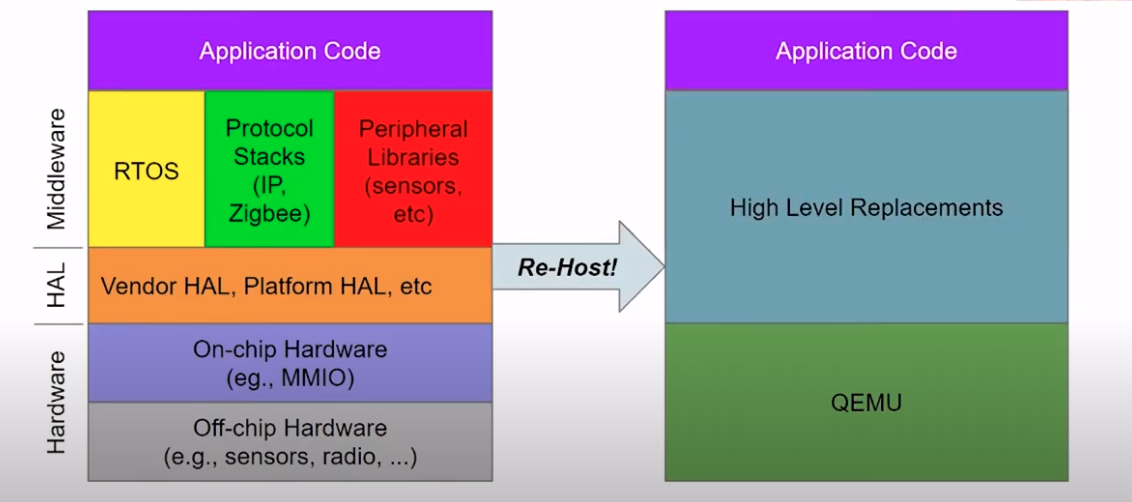 Application Code
Middleware
RTOS
Protocol
Stacks
(IP,
Zigbee)
Peripheral
Libraries
(sensors,
etc)
HAL
Vendor HAL, Platform HAL, etc
Hardware
On-chip Hardware
(eg., MMIO)
Off-chip Hardware
(e.g., sensors, radio, ...)
Re-Host!
Application Code
High Level Replacements
QEMU